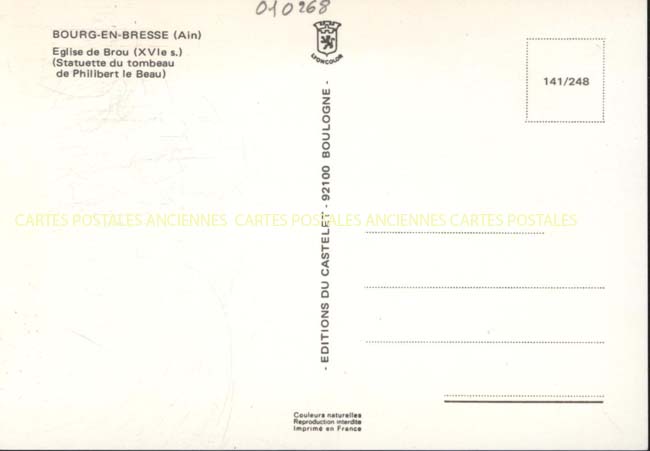 010268
BOURG-EN-BRESSE (Ain)
Eglise de Brou (XVIe s.)
(Statuette du tombeau
de Philibert le Beau)
LYONCOLOR
141/248
- EDITIONS DU CASTELET - 92100 BOULOGNE -
CARTES POSTALES ANCIENNES CARTES POSTALES ANCIENNES CARTES POSTALES
Couleurs naturelles
Reproduction interdite
Imprimé en France